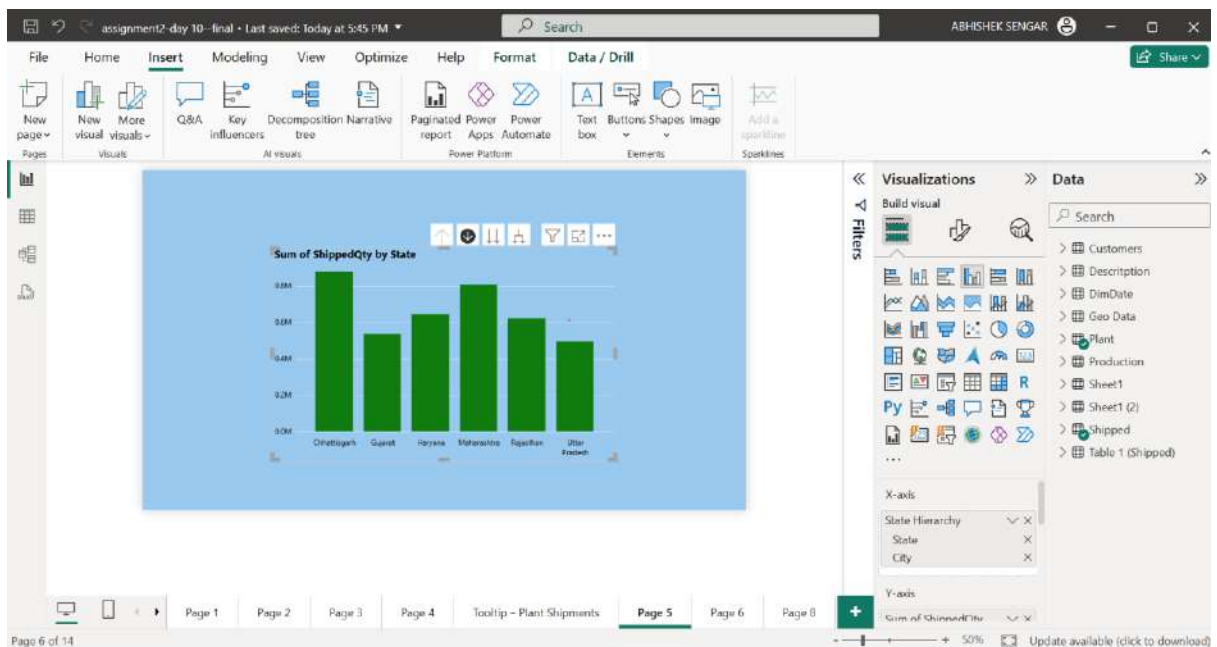 assignment2-day 10--final • Last saved: Today at 5:45 PM
Search
ABHISHEK SENGAR
File Home Insert Modeling View Optimize Help Format Data / Drill
Share
New page
New visual
More visuals
Q&A
Key influencers
Decomposition tree
Narrative
Paginated report
Power Apps
Power Automate
Text box
Buttons
Shapes
Image
Add a sparkline
Pages
Visuals
AI visuals
Power Platform
Elements
Sparklines
Sum of ShippedQty by State
0.8M
0.6M
0.4M
0.2M
0.0M
Chhattisgarh Gujarat Haryana Maharashtra Rajasthan Uttar
Pradesh
Filters
Visualizations
Build visual
R
Py
...
X-axis
State Hierarchy
State
City
Y-axis
Sum of ShippedQty
Data
Search
Customers
Descritption
DimDate
Geo Data
Plant
Production
Sheet1
Sheet1 (2)
Shipped
Table 1 (Shipped)
Page 1 Page 2 Page 3 Page 4 Tooltip - Plant Shipments Page 5 Page 6 Page 8
Page 6 of 14
50%
Update available (click to download)